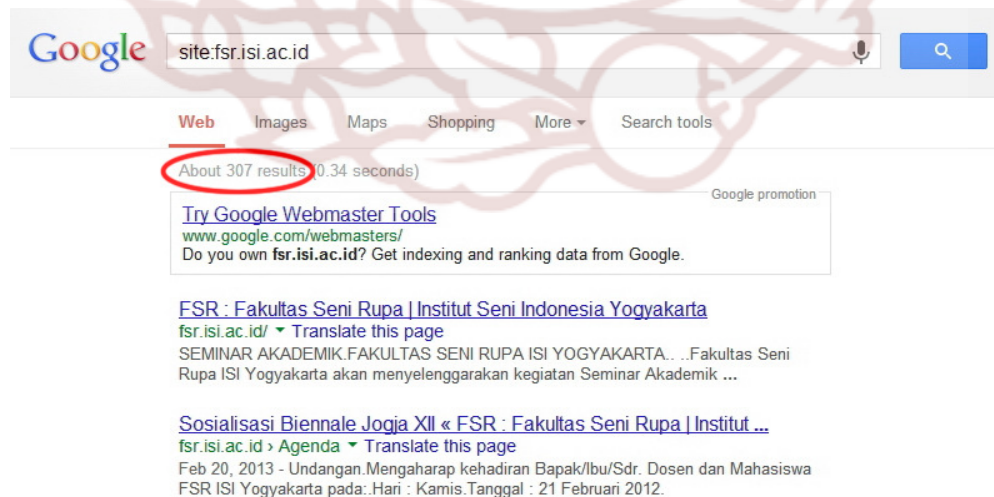 Google site:fsr.isi.ac.id
Web Images Maps Shopping More Search tools
About 307 results (0.34 seconds)
Google promotion
Try Google Webmaster Tools
www.google.com/webmasters/
Do you own fsr.isi.ac.id? Get indexing and ranking data from Google.
FSR : Fakultas Seni Rupa | Institut Seni Indonesia Yogyakarta
fsr.isi.ac.id/ Translate this page
SEMINAR AKADEMIK.FAKULTAS SENI RUPA ISI YOGYAKARTA.. ..Fakultas Seni
Rupa ISI Yogyakarta akan menyelenggarakan kegiatan Seminar Akademik ...
Sosialisasi Biennale Jogja XII « FSR : Fakultas Seni Rupa | Institut ...
fsr.isi.ac.id › Agenda Translate this page
Feb 20, 2013 - Undangan.Mengaharap kehadiran Bapak/Ibu/Sdr. Dosen dan Mahasiswa
FSR ISI Yogyakarta pada:.Hari : Kamis.Tanggal : 21 Februari 2012.